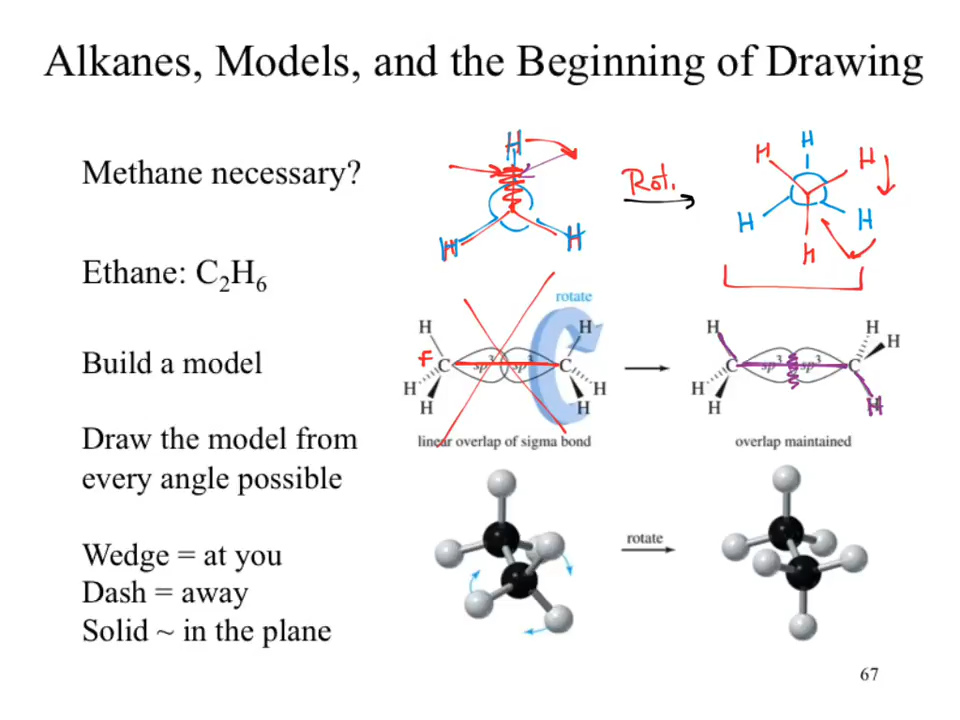 Alkanes, Models, and the Beginning of Drawing
Methane necessary?
Ethane: C₂H₆
Build a model
Draw the model from
every angle possible
Wedge = at you
Dash = away
Solid ~ in the plane
H
H
H
Rot.
H
H
H
H
H
H
rotate
H
H
F
C
sp³
sp³
C
H
H
H
H
linear overlap of sigma bond
H
H
H
C
sp³
sp³
C
H
H
H
overlap maintained
rotate
67